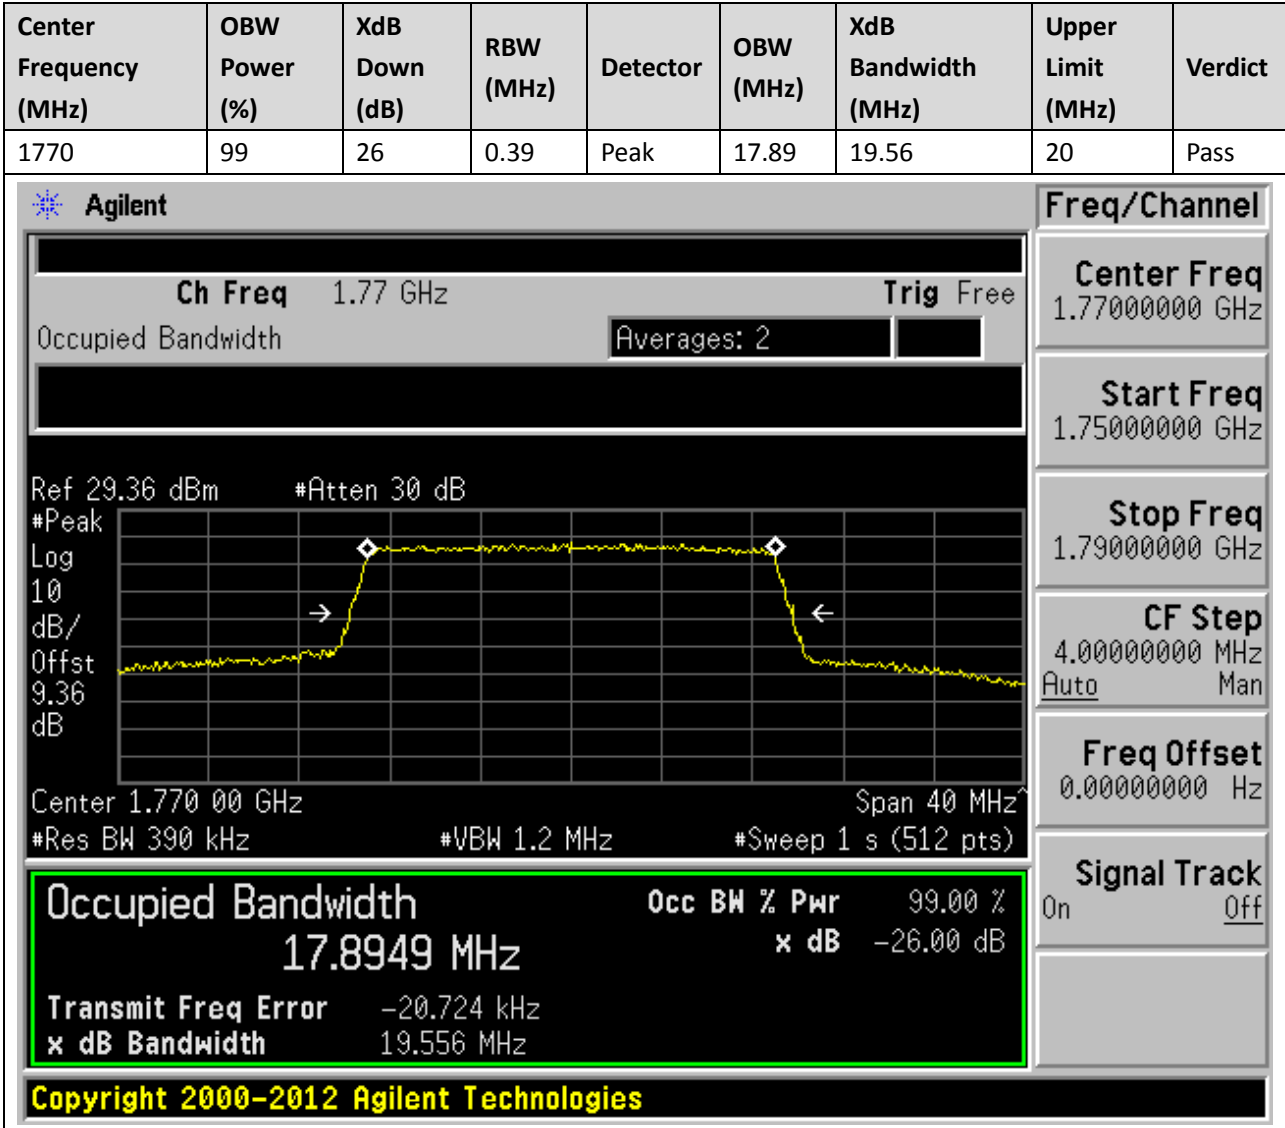 Center Frequency (MHz) OBW Power (%) XdB Down (dB) RBW (MHz) Detector OBW (MHz) XdB Bandwidth (MHz) Upper Limit (MHz) Verdict
1770 99 26 0.39 Peak 17.89 19.56 20 Pass
Agilent
Freq/Channel
Ch Freq 1.77 GHz Trig Free
Occupied Bandwidth Averages: 2
Center Freq
1.77000000 GHz
Start Freq
1.75000000 GHz
Stop Freq
1.79000000 GHz
CF Step
4.00000000 MHz
Auto Man
Freq Offset
0.00000000 Hz
Signal Track
On Off
Ref 29.36 dBm #Atten 30 dB
#Peak
Log
10
dB/
Offst
9.36
dB
Center 1.770 00 GHz Span 40 MHz^
#Res BW 390 kHz #VBW 1.2 MHz #Sweep 1 s (512 pts)
Occupied Bandwidth Occ BW % Pwr 99.00 %
17.8949 MHz x dB -26.00 dB
Transmit Freq Error -20.724 kHz
x dB Bandwidth 19.556 MHz
Copyright 2000-2012 Agilent Technologies